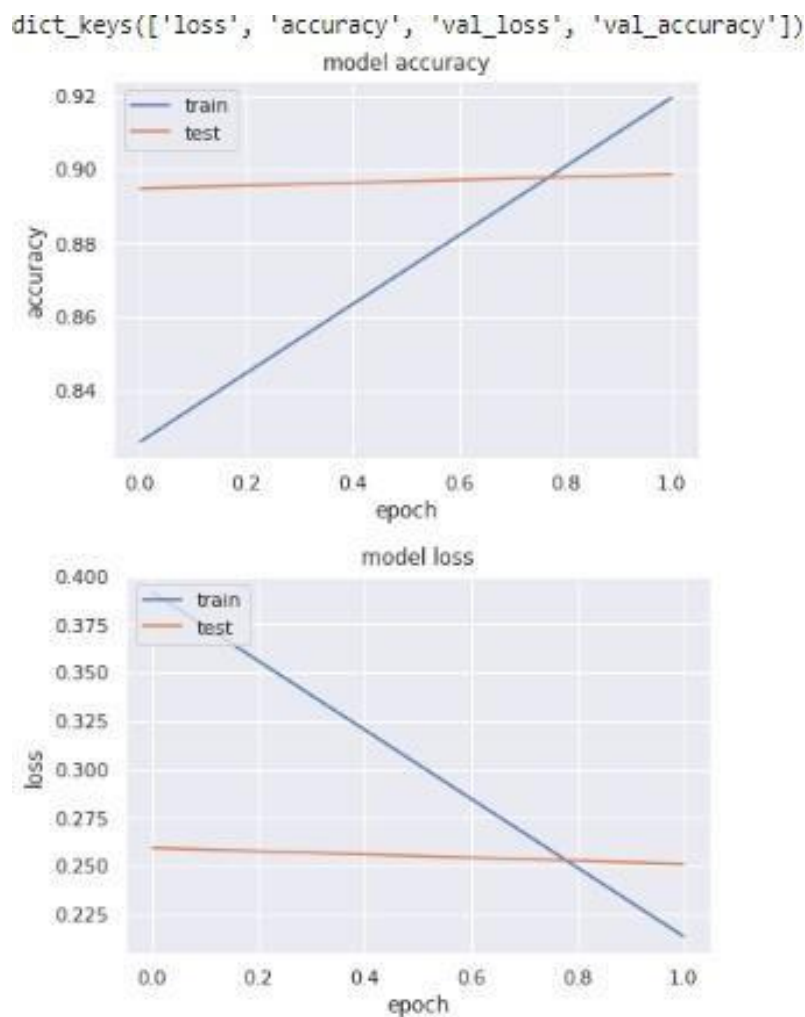 dict_keys(['loss', 'accuracy', 'val_loss', 'val_accuracy'])
model accuracy
0.92
train
test
0.90
0.88
accuracy
0.86
0.84
0.0 0.2 0.4 0.6 0.8 1.0
epoch
model loss
0.400
train
0.375
test
0.350
0.325
0.300
loss
0.275
0.250
0.225
0.0 0.2 0.4 0.6 0.8 1.0
epoch